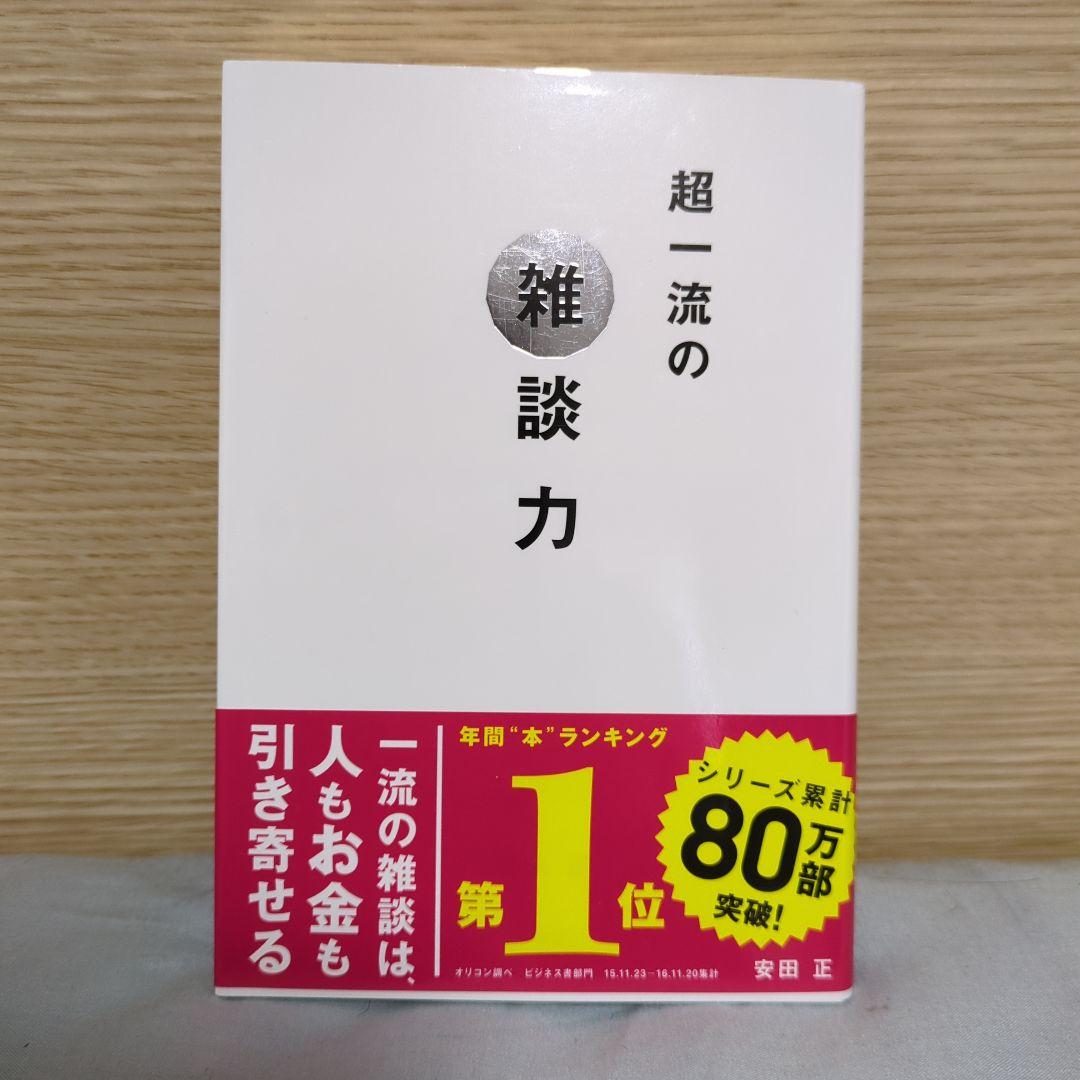 超一流の
雑談力
一流の雑談は、
人もお金も
引き寄せる
年間“本”ランキング
第1位
オリコン調べ ビジネス書部門 15.11.23−16.11.20集計
シリーズ累計
80万部
突破!
安田 正